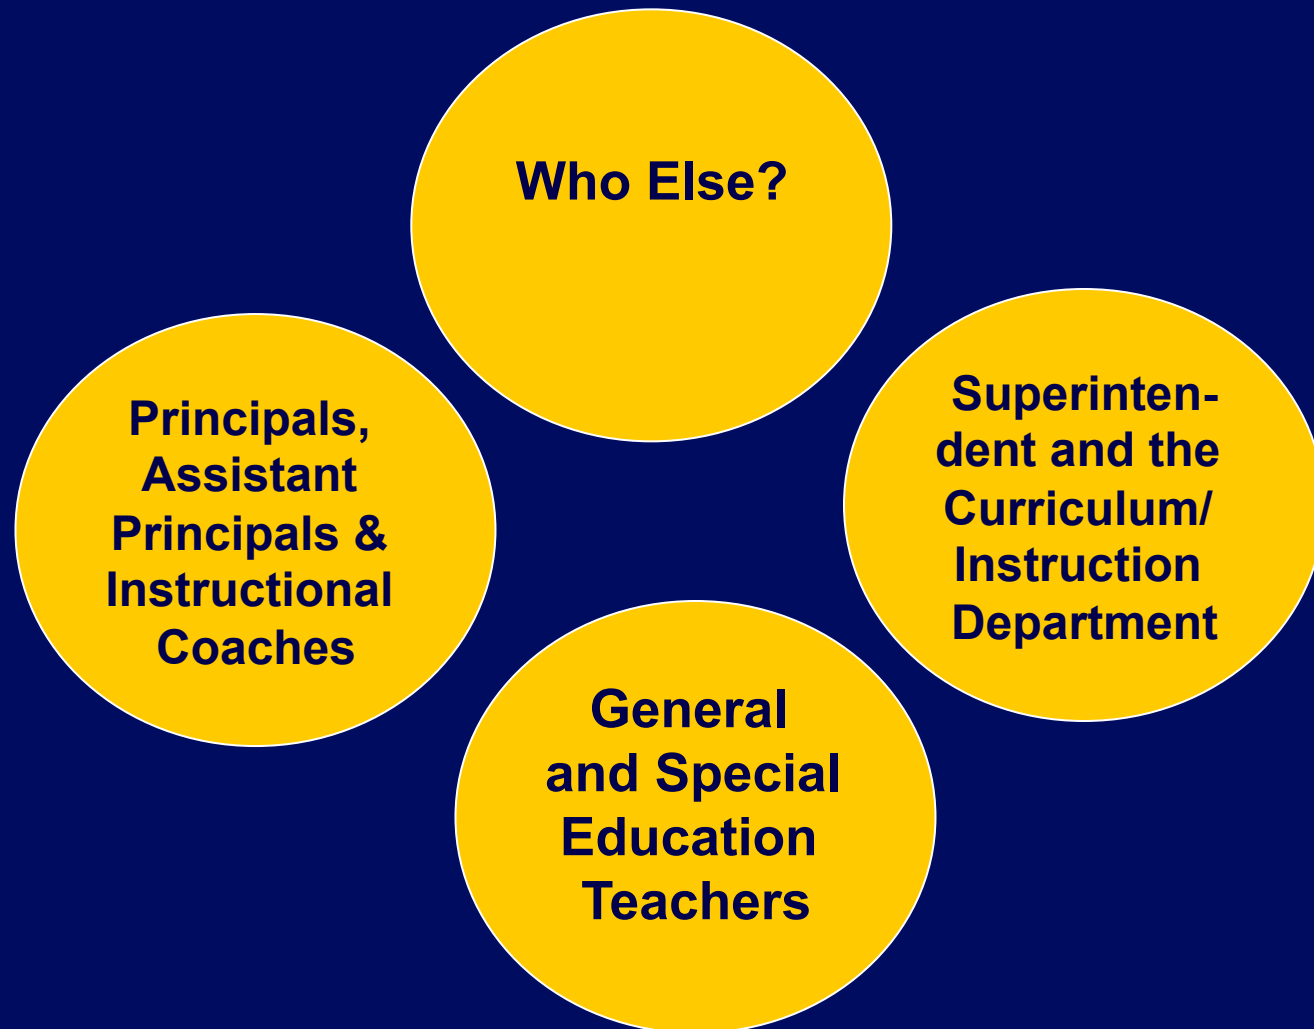 Who Else?
Principals,
Assistant
Principals &
Instructional
Coaches
Superinten-
dent and the
Curriculum/
Instruction
Department
General
and Special
Education
Teachers